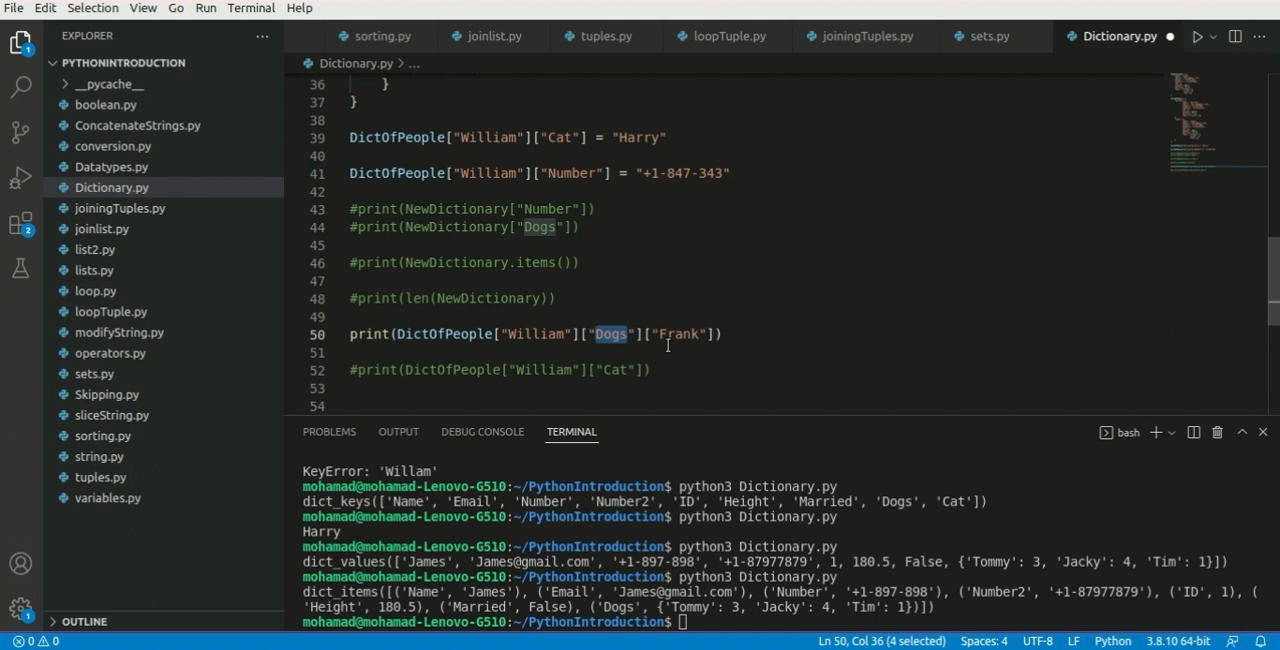 File Edit Selection View Go Run Terminal Help
EXPLORER ...
sorting.py joinlist.py tuples.py loopTuple.py joiningTuples.py sets.py Dictionary.py
PYTHONINTRODUCTION
Dictionary.py > ...
__pycache__
boolean.py
ConcatenateStrings.py
conversion.py
Datatypes.py
Dictionary.py
joiningTuples.py
joinlist.py
list2.py
lists.py
loop.py
loopTuple.py
modifyString.py
operators.py
sets.py
Skipping.py
sliceString.py
sorting.py
string.py
tuples.py
variables.py
OUTLINE
1
2
1
36 }
37 }
38
39 DictOfPeople["William"]["Cat"] = "Harry"
40
41 DictOfPeople["William"]["Number"] = "+1-847-343"
42
43 #print(NewDictionary["Number"])
44 #print(NewDictionary["Dogs"])
45
46 #print(NewDictionary.items())
47
48 #print(len(NewDictionary))
49
50 print(DictOfPeople["William"]["Dogs"]["Frank"])
51
52 #print(DictOfPeople["William"]["Cat"])
53
54
PROBLEMS OUTPUT DEBUG CONSOLE TERMINAL bash
KeyError: 'Willam'
mohamad@mohamad-Lenovo-G510:~/PythonIntroduction$ python3 Dictionary.py
dict_keys(['Name', 'Email', 'Number', 'Number2', 'ID', 'Height', 'Married', 'Dogs', 'Cat'])
mohamad@mohamad-Lenovo-G510:~/PythonIntroduction$ python3 Dictionary.py
Harry
mohamad@mohamad-Lenovo-G510:~/PythonIntroduction$ python3 Dictionary.py
dict_values(['James', 'James@gmail.com', '+1-897-898', '+1-87977879', 1, 180.5, False, {'Tommy': 3, 'Jacky': 4, 'Tim': 1}])
mohamad@mohamad-Lenovo-G510:~/PythonIntroduction$ python3 Dictionary.py
dict_items([('Name', 'James'), ('Email', 'James@gmail.com'), ('Number', '+1-897-898'), ('Number2', '+1-87977879'), ('ID', 1), (
'Height', 180.5), ('Married', False), ('Dogs', {'Tommy': 3, 'Jacky': 4, 'Tim': 1})])
mohamad@mohamad-Lenovo-G510:~/PythonIntroduction$
0 0 Ln 50, Col 36 (4 selected) Spaces: 4 UTF-8 LF Python 3.8.10 64-bit